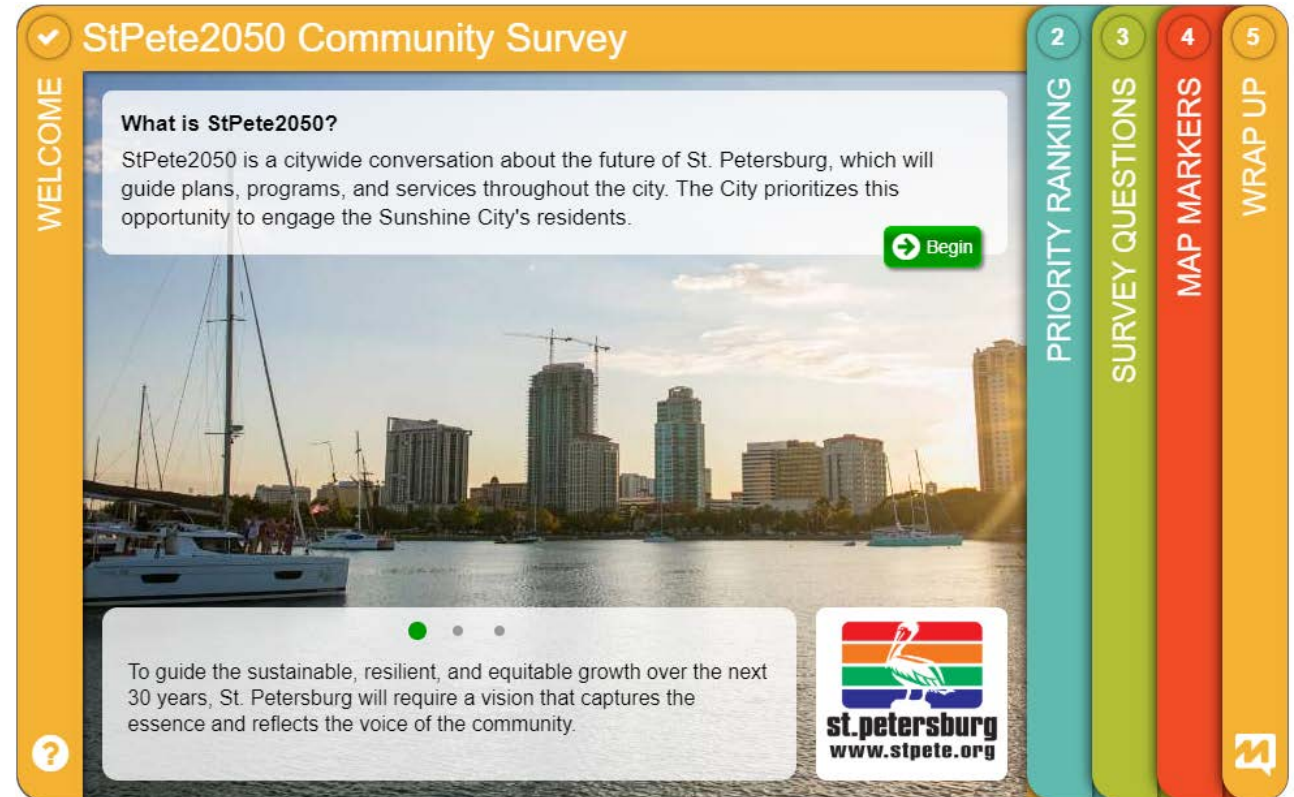 StPete2050 Community Survey
WELCOME
What is StPete2050?
StPete2050 is a citywide conversation about the future of St. Petersburg, which will
guide plans, programs, and services throughout the city. The City prioritizes this
opportunity to engage the Sunshine City's residents.
Begin
To guide the sustainable, resilient, and equitable growth over the next
30 years, St. Petersburg will require a vision that captures the
essence and reflects the voice of the community.
st.petersburg
www.stpete.org
?
2
PRIORITY RANKING
3
SURVEY QUESTIONS
4
MAP MARKERS
5
WRAP UP